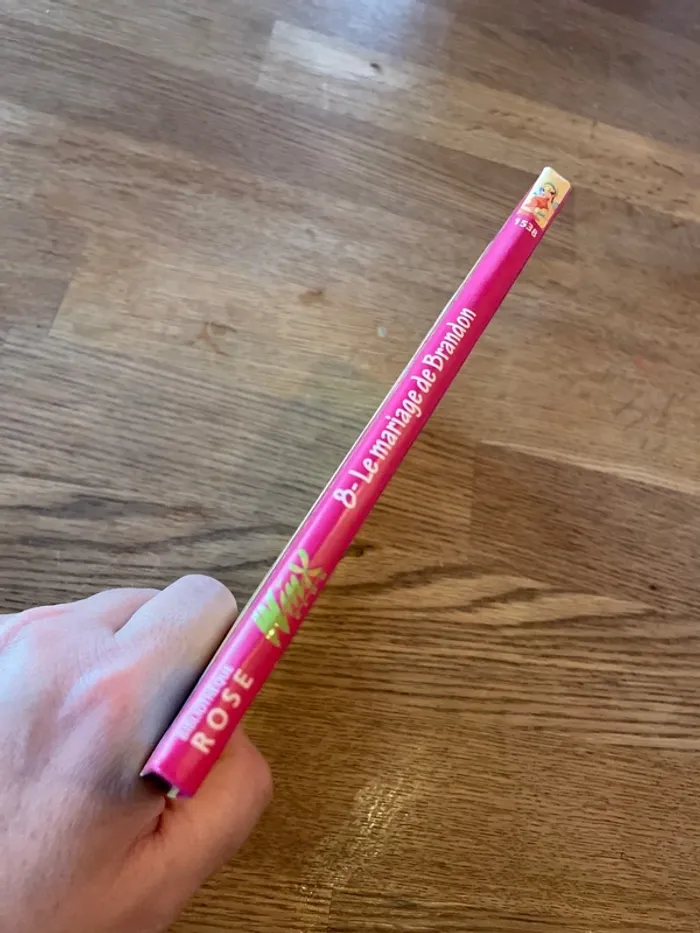 BIBLIOTHÈQUE
ROSE
Winx
8- Le mariage de Brandon
1538